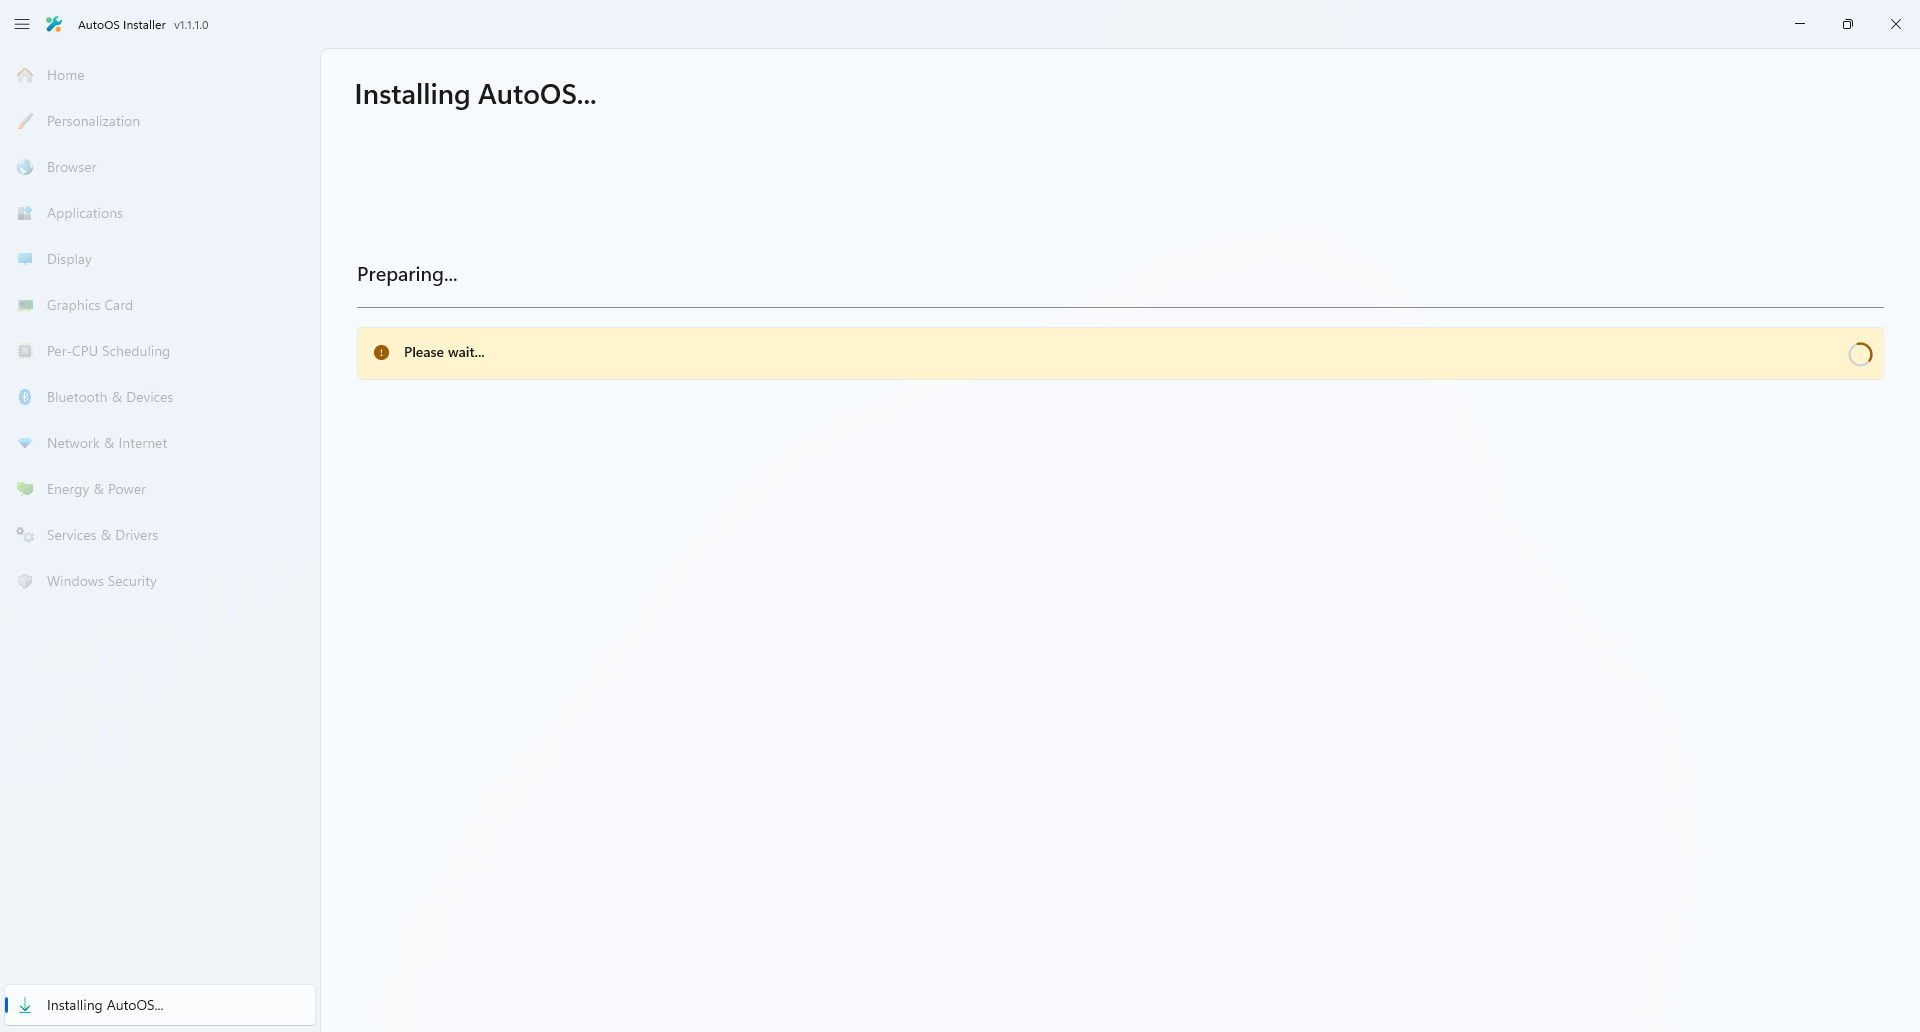 AutoOS Installer v1.1.1.0
Home
Personalization
Browser
Applications
Display
Graphics Card
Per-CPU Scheduling
Bluetooth & Devices
Network & Internet
Energy & Power
Services & Drivers
Windows Security
Installing AutoOS...
Installing AutoOS...
Preparing...
Please wait...